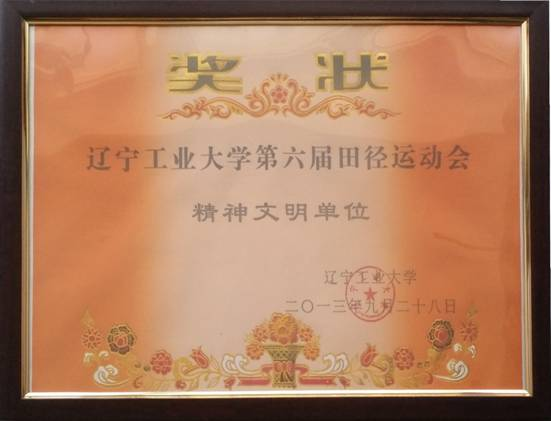 奖状
辽宁工业大学第六届田径运动会
精神文明单位
辽宁工业大学
二〇一三年九月二十八日